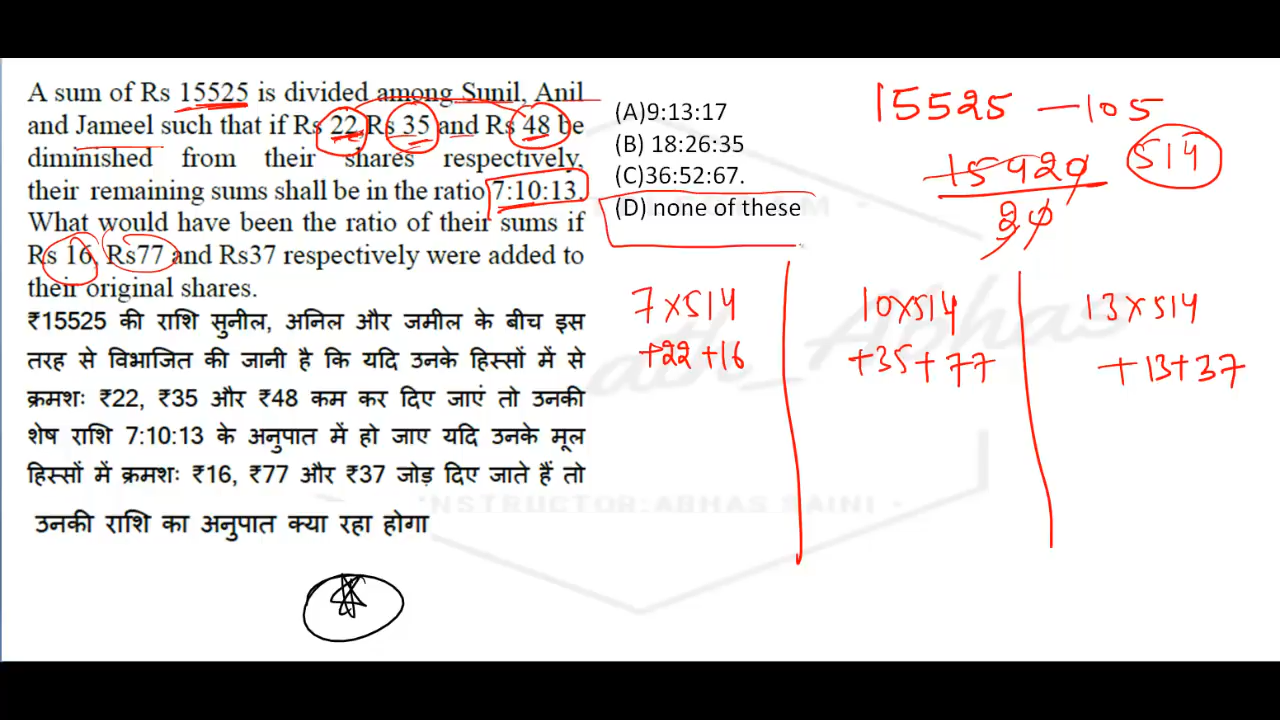 A sum of Rs 15525 is divided among Sunil, Anil
and Jameel such that if Rs 22 Rs 35 and Rs 48 be
diminished from their shares respectively,
their remaining sums shall be in the ratio 7:10:13.
What would have been the ratio of their sums if
Rs 16, Rs77 and Rs37 respectively were added to
their original shares.
₹15525 की राशि सुनील, अनिल और जमील के बीच इस
तरह से विभाजित की जानी है कि यदि उनके हिस्सों में से
क्रमशः ₹22, ₹35 और ₹48 कम कर दिए जाएं तो उनकी
शेष राशि 7:10:13 के अनुपात में हो जाए यदि उनके मूल
हिस्सों में क्रमशः ₹16, ₹77 और ₹37 जोड़ दिए जाते हैं तो
उनकी राशि का अनुपात क्या रहा होगा
(A)9:13:17
(B) 18:26:35
(C)36:52:67.
(D) none of these
15525 - 105
15420 514
30
7×514 10×514 13×514
+22+16 +35+77 +13+37
INSTRUCTOR:ABHAS SAINI -